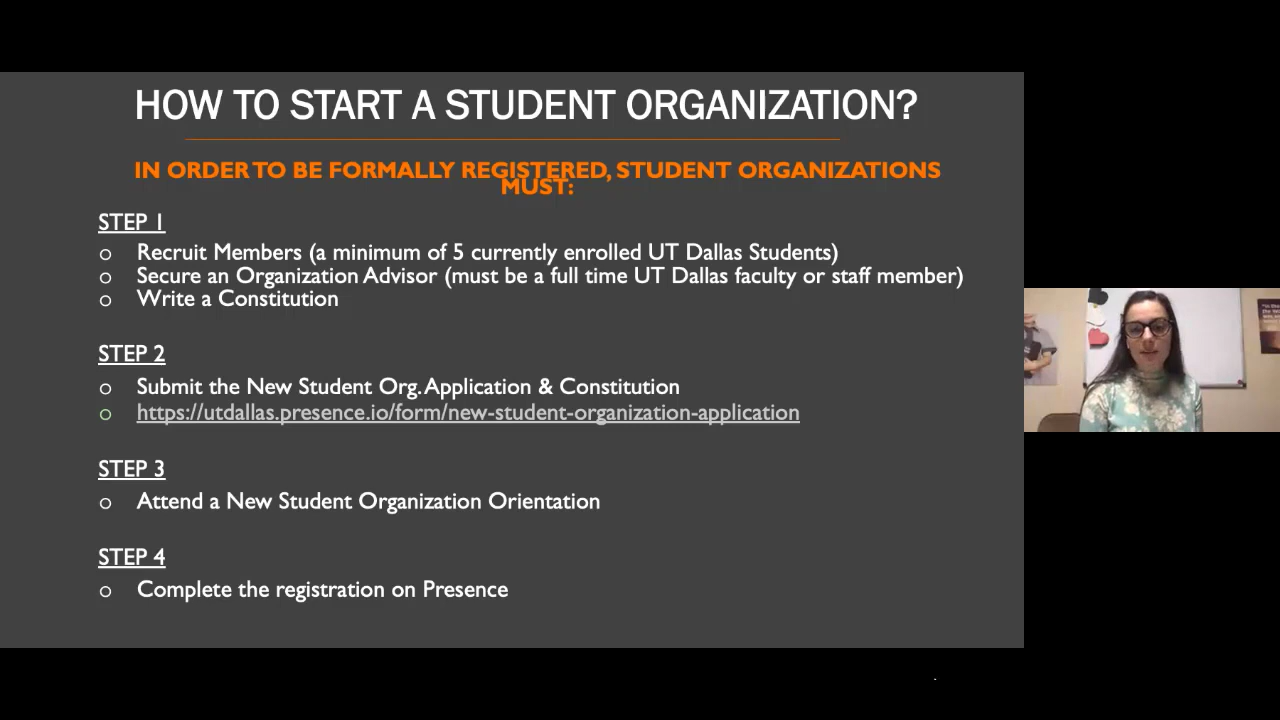 HOW TO START A STUDENT ORGANIZATION?
IN ORDER TO BE FORMALLY REGISTERED, STUDENT ORGANIZATIONS
MUST:
STEP 1
o Recruit Members (a minimum of 5 currently enrolled UT Dallas Students)
o Secure an Organization Advisor (must be a full time UT Dallas faculty or staff member)
o Write a Constitution
STEP 2
o Submit the New Student Org. Application & Constitution
o https://utdallas.presence.io/form/new-student-organization-application
STEP 3
o Attend a New Student Organization Orientation
STEP 4
o Complete the registration on Presence